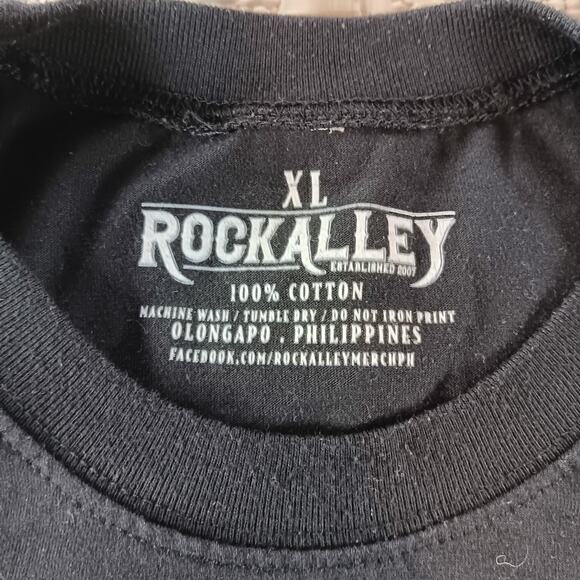 XL
ROCKALLEY
ESTABLISHED 2007
100% COTTON
MACHINE WASH / TUMBLE DRY / DO NOT IRON PRINT
OLONGAPO . PHILIPPINES
FACEBOOK.COM/ROCKALLEYMERCHPH